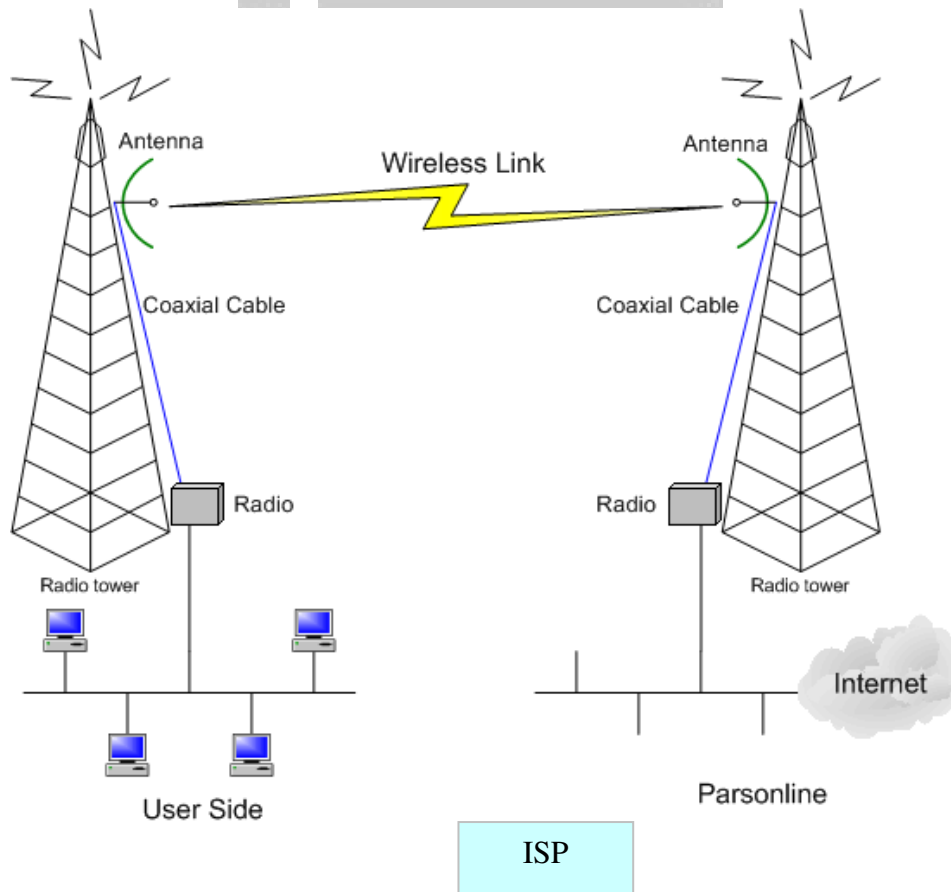 Antenna
Antenna
Wireless Link
Coaxial Cable
Coaxial Cable
Radio
Radio
Radio tower
Radio tower
Internet
User Side
Parsonline
ISP